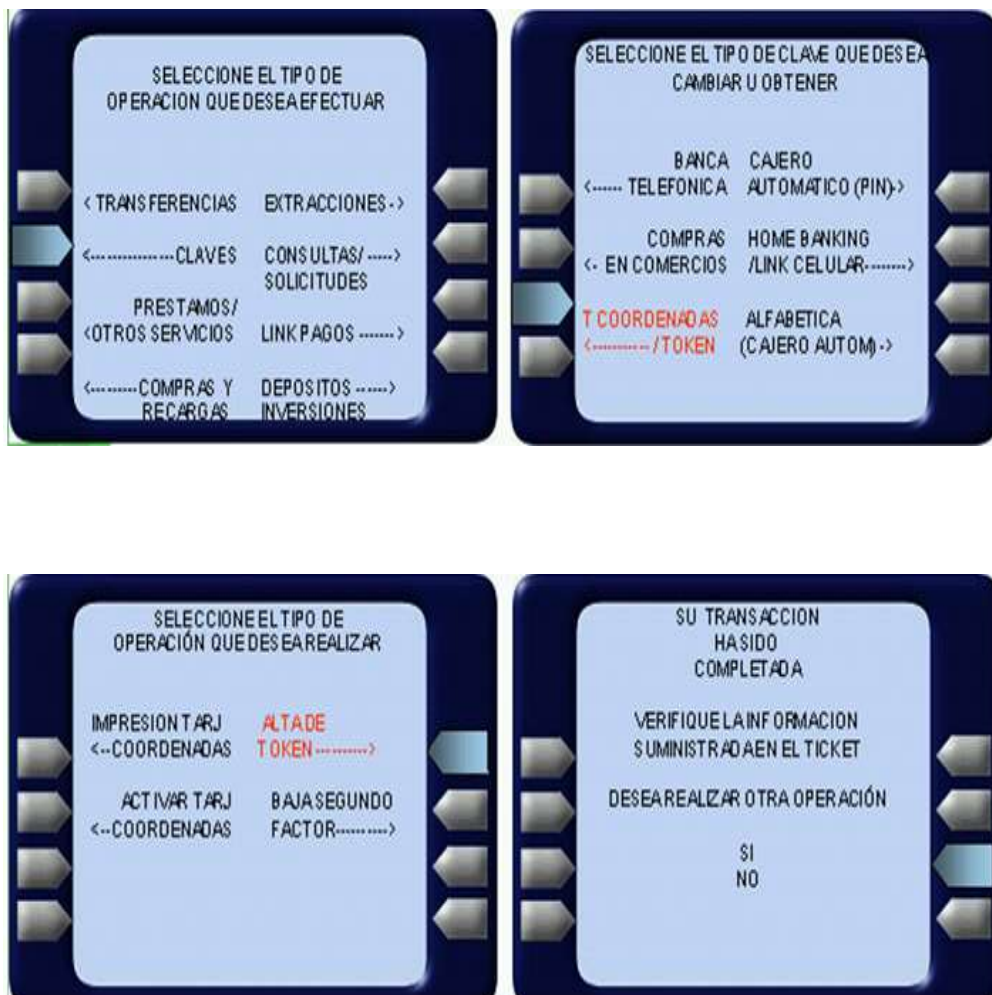 SELECCIONE EL TIPO DE
OPERACION QUE DESEA EFECTUAR
< TRANSFERENCIAS EXTRACCIONES ->
<---------------CLAVES CONSULTAS/ ----->
SOLICITUDES
PRESTAMOS/
<OTROS SERVICIOS LINK PAGOS ------->
<---------COMPRAS Y DEPOSITOS ------>
RECARGAS INVERSIONES
SELECCIONE EL TIPO DE CLAVE QUE DESEA
CAMBIAR U OBTENER
BANCA CAJERO
<------ TELEFONICA AUTOMATICO (PIN)->
COMPRAS HOME BANKING
<- EN COMERCIOS /LINK CELULAR-------->
T COORDENADAS ALFABETICA
<---------- /TOKEN (CAJERO AUTOM) ->
SELECCIONE EL TIPO DE
OPERACIÓN QUE DESEA REALIZAR
IMPRESION TARJ ALTA DE
<--COORDENADAS TOKEN ---------->
ACTIVAR TARJ BAJA SEGUNDO
<--COORDENADAS FACTOR---------->
SU TRANSACCION
HA SIDO
COMPLETADA
VERIFIQUE LA INFORMACION
SUMINISTRADA EN EL TICKET
DESEA REALIZAR OTRA OPERACIÓN
SI
NO